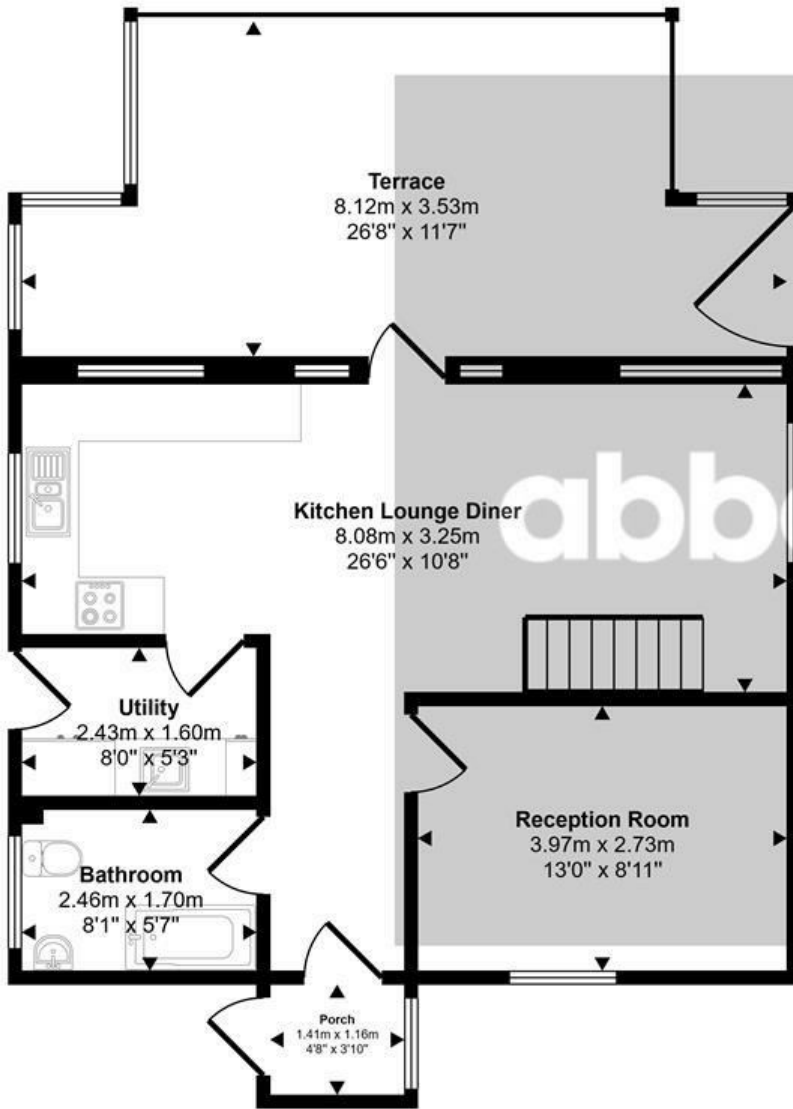 Terrace
8.12m x 3.53m
26'8" x 11'7"
Kitchen Lounge Diner
8.08m x 3.25m
26'6" x 10'8"
abb
Utility
2.43m x 1.60m
8'0" x 5'3"
Reception Room
3.97m x 2.73m
13'0" x 8'11"
Bathroom
2.46m x 1.70m
8'1" x 5'7"
Porch
1.41m x 1.16m
4'8" x 3'10"